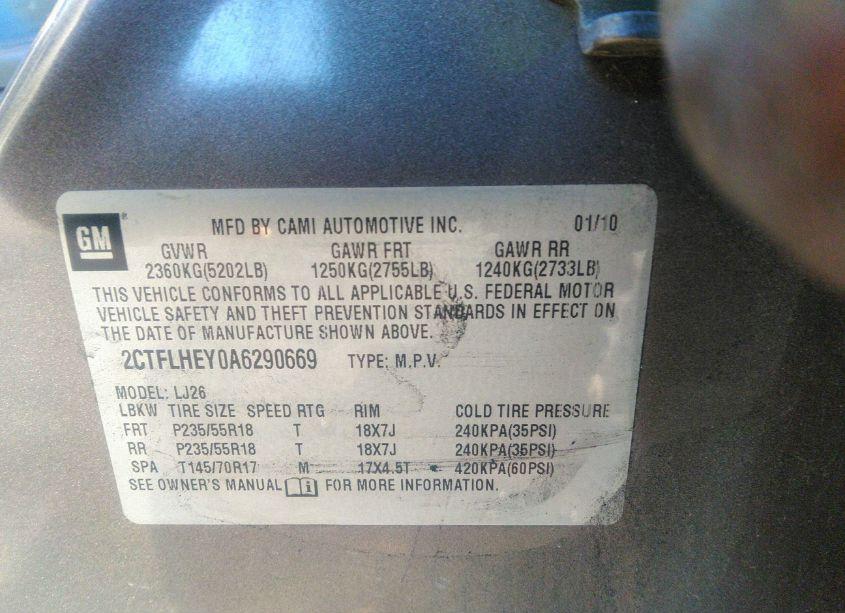 GM ® MFD BY CAMI AUTOMOTIVE INC. 01/10
GVWR GAWR FRT GAWR RR
2360KG(5202LB) 1250KG(2755LB) 1240KG(2733LB)
THIS VEHICLE CONFORMS TO ALL APPLICABLE U.S. FEDERAL MOTOR
VEHICLE SAFETY AND THEFT PREVENTION STANDARDS IN EFFECT ON
THE DATE OF MANUFACTURE SHOWN ABOVE.
2CTFLHEY0A6290669 TYPE: M.P.V.
MODEL: LJ26
LBKW TIRE SIZE SPEED RTG RIM COLD TIRE PRESSURE
FRT P235/55R18 T 18X7J 240KPA(35PSI)
RR P235/55R18 T 18X7J 240KPA(35PSI)
SPA T145/70R17 M 17X4.5T 420KPA(60PSI)
SEE OWNER'S MANUAL i FOR MORE INFORMATION.